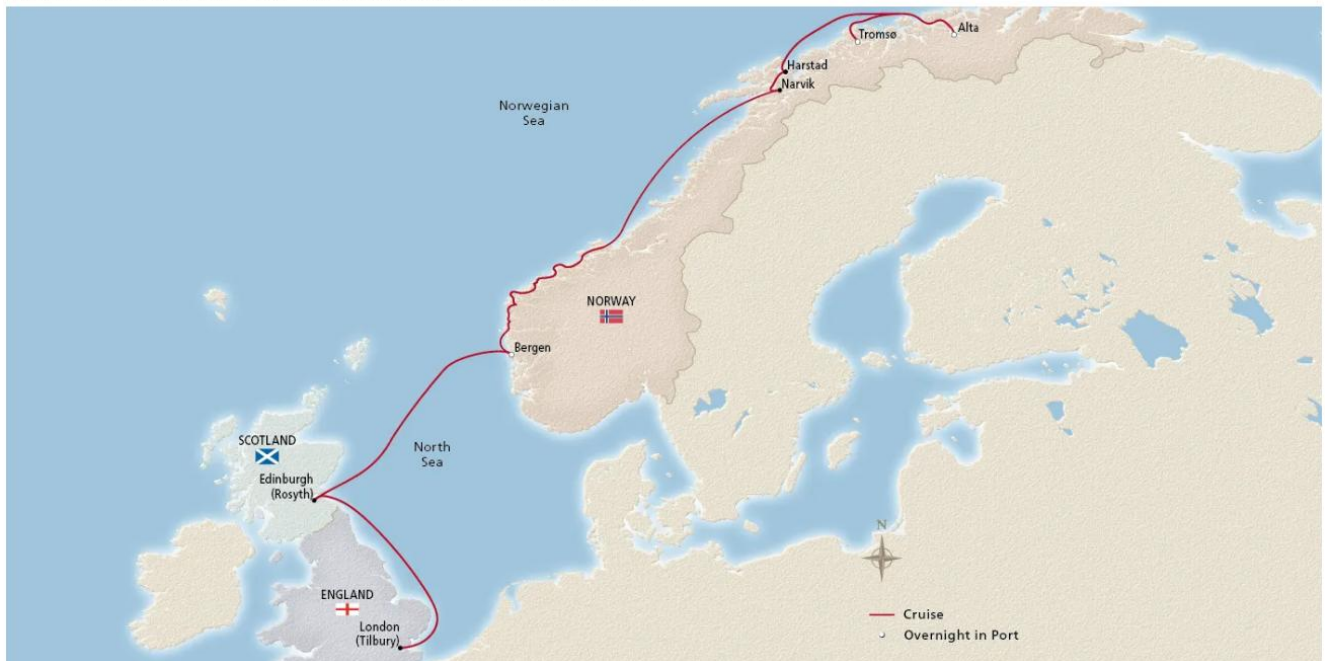 Tromsø
Alta
Harstad
Narvik
Norwegian
Sea
NORWAY
Bergen
SCOTLAND
North
Sea
Edinburgh
(Rosyth)
N
ENGLAND
London
(Tilbury)
Cruise
Overnight in Port